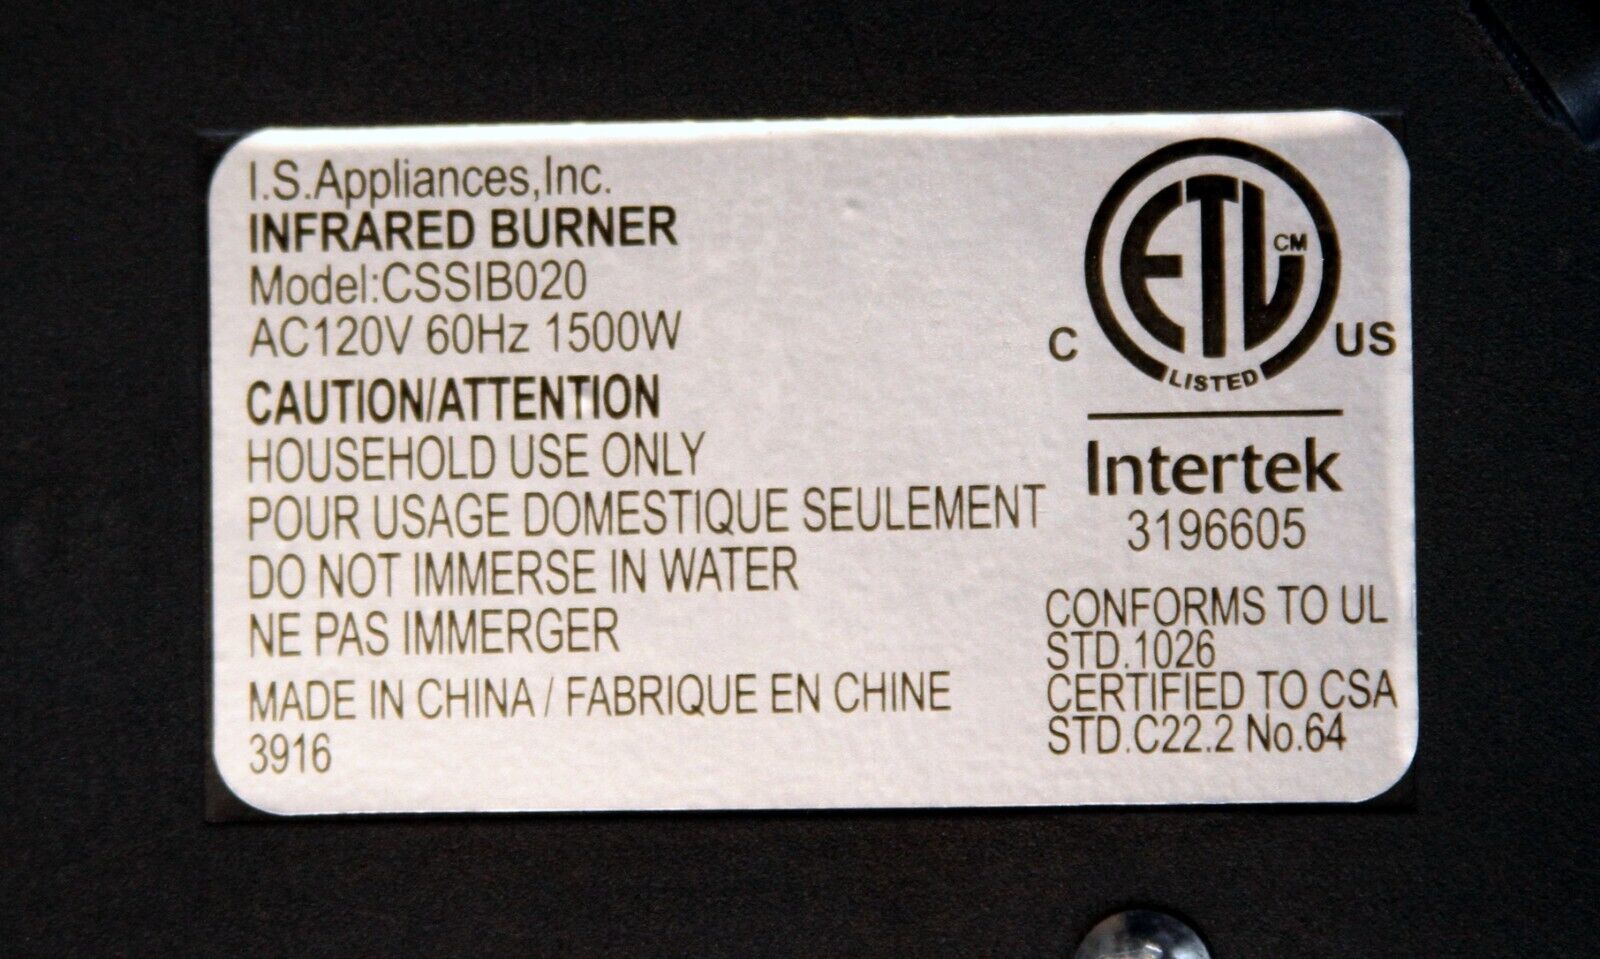 I.S.Appliances,Inc.
INFRARED BURNER
Model:CSSIB020
AC120V 60Hz 1500W
CAUTION/ATTENTION
HOUSEHOLD USE ONLY
POUR USAGE DOMESTIQUE SEULEMENT
DO NOT IMMERSE IN WATER
NE PAS IMMERGER
MADE IN CHINA / FABRIQUE EN CHINE
3916
ETL CM
C US
LISTED
Intertek
3196605
CONFORMS TO UL
STD.1026
CERTIFIED TO CSA
STD.C22.2 No.64